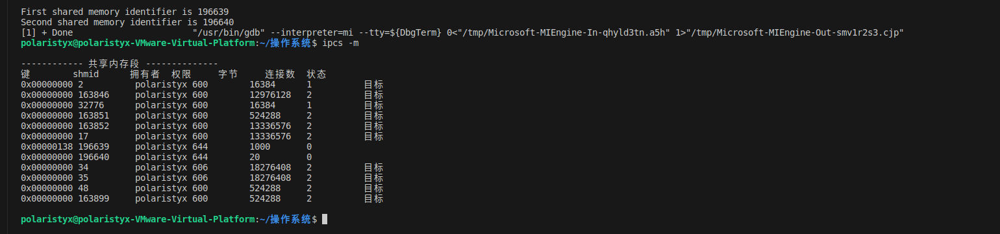 First shared memory identifier is 196639
Second shared memory identifier is 196640
[1] + Done                       "/usr/bin/gdb" --interpreter=mi --tty=${DbgTerm} 0<"/tmp/Microsoft-MIEngine-In-qhyld3tn.a5h" 1>"/tmp/Microsoft-MIEngine-Out-smv1r2s3.cjp"
polaristyx@polaristyx-VMware-Virtual-Platform:~/操作系统$ ipcs -m
------------ 共享内存段 --------------
键        shmid      拥有者  权限     字节     连接数  状态
0x00000000 2          polaristyx 600        16384      1          目标
0x00000000 163846     polaristyx 600        12976128   2          目标
0x00000000 32776      polaristyx 600        16384      1          目标
0x00000000 163851     polaristyx 600        524288     2          目标
0x00000000 163852     polaristyx 600        13336576   2          目标
0x00000000 17         polaristyx 600        13336576   2          目标
0x00000138 196639     polaristyx 644        1000       0
0x00000000 196640     polaristyx 644        20         0
0x00000000 34         polaristyx 606        18276408   2          目标
0x00000000 35         polaristyx 606        18276408   2          目标
0x00000000 48         polaristyx 600        524288     2          目标
0x00000000 163899     polaristyx 600        524288     2          目标
polaristyx@polaristyx-VMware-Virtual-Platform:~/操作系统$